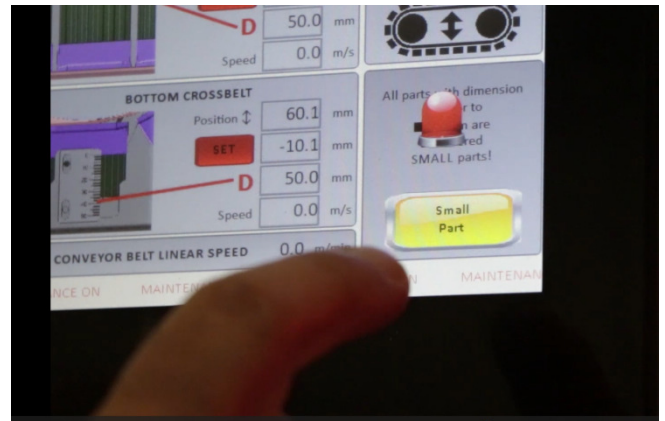 D 50.0 mm
Speed 0.0 m/s
BOTTOM CROSSBELT
Position 60.1 mm
SET -10.1 mm
D 50.0 mm
Speed 0.0 m/s
CONVEYOR BELT LINEAR SPEED 0.0
All parts dimension
to
are
SMALL parts!
Small
Part
NCE ON